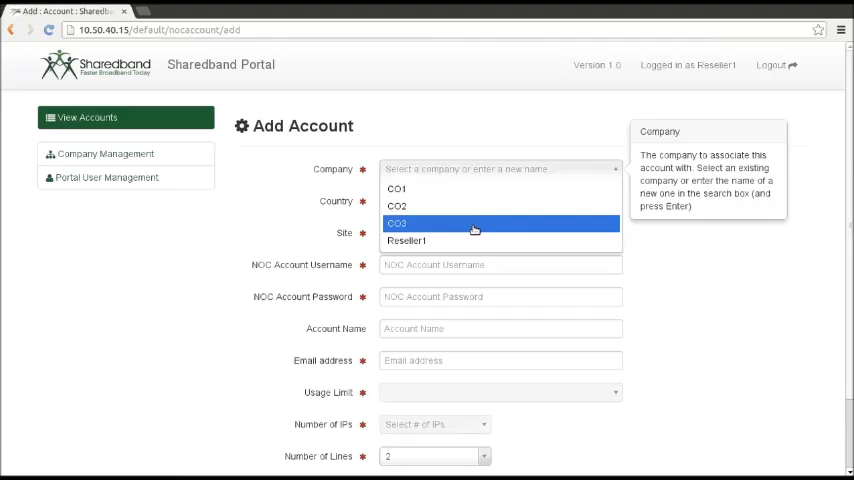 Add : Account : Sharedba
10.50.40.15/default/nocaccount/add
Sharedband
Faster Broadband Today
Sharedband Portal
Version 1.0
Logged in as Reseller1
Logout
View Accounts
Company Management
Portal User Management
Add Account
Company *
Select a company or enter a new name...
CO1
CO2
CO3
Reseller1
Country *
Site *
NOC Account Username *
NOC Account Username
NOC Account Password *
NOC Account Password
Account Name
Account Name
Email address *
Email address
Usage Limit *
Number of IPs *
Select # of IPs...
Number of Lines *
2
Company
The company to associate this
account with. Select an existing
company or enter the name of a
new one in the search box (and
press Enter)